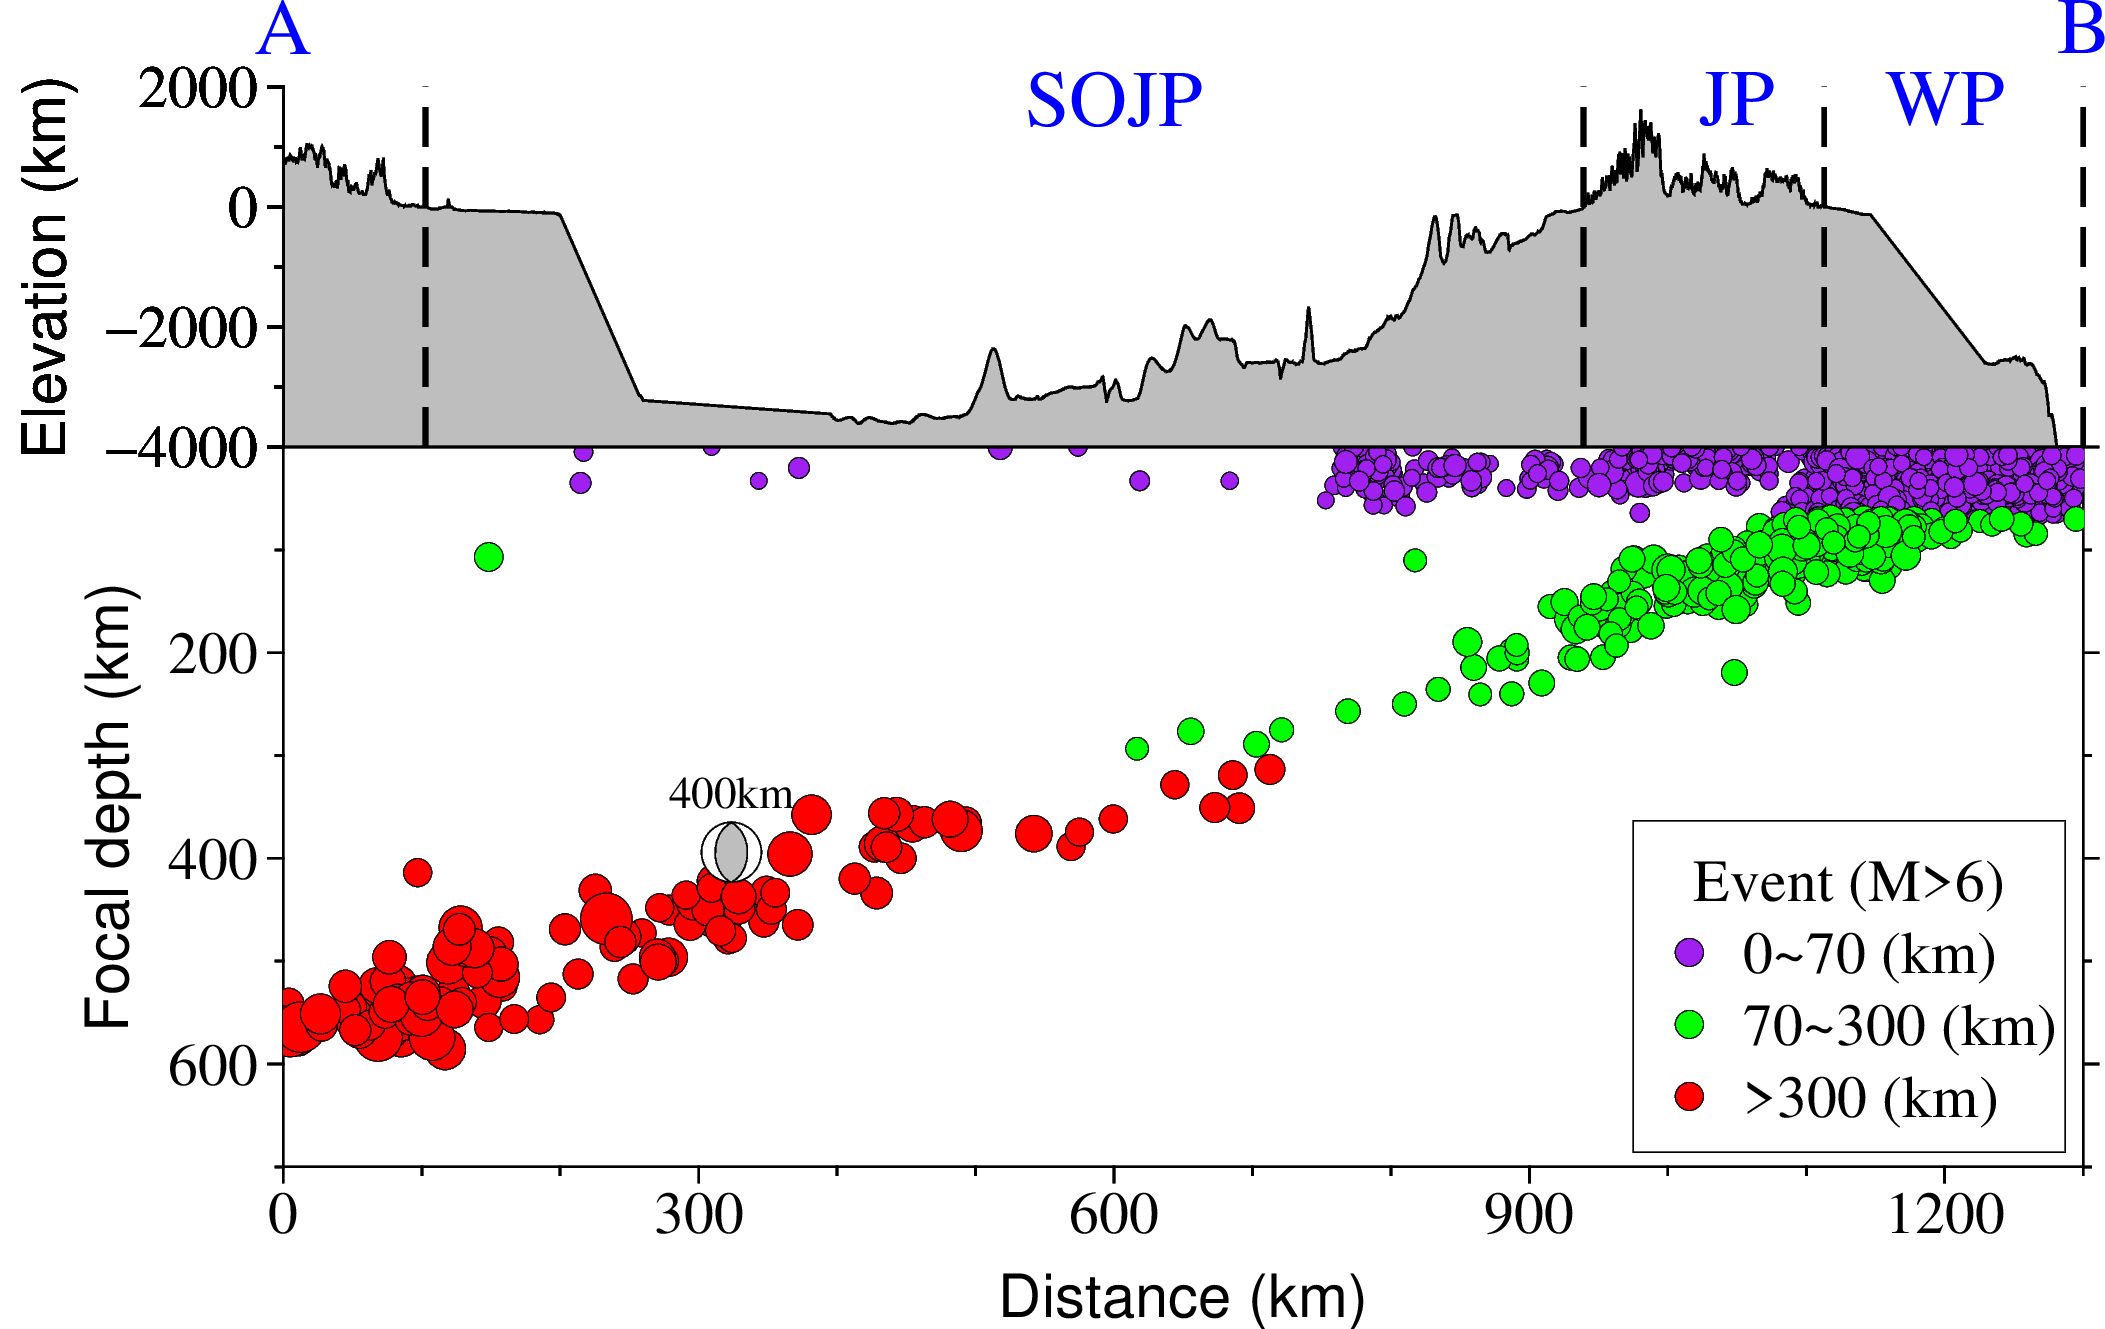 A
B
SOJP
JP
WP
2000
0
−2000
−4000
Elevation (km)
200
400
600
Focal depth (km)
400km
Event (M>6)
0~70 (km)
70~300 (km)
>300 (km)
0
300
600
900
1200
Distance (km)